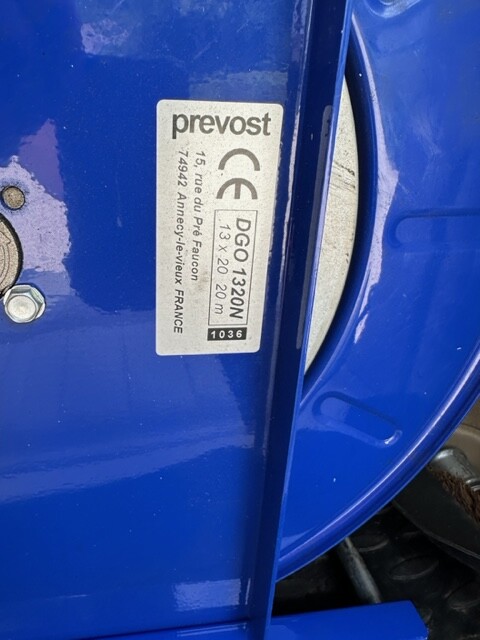 prevost
CE
15, rue du Pré Faucon
74942 Annecy-le-vieux FRANCE
DGO 1320N
13 x 20 20 m
1036